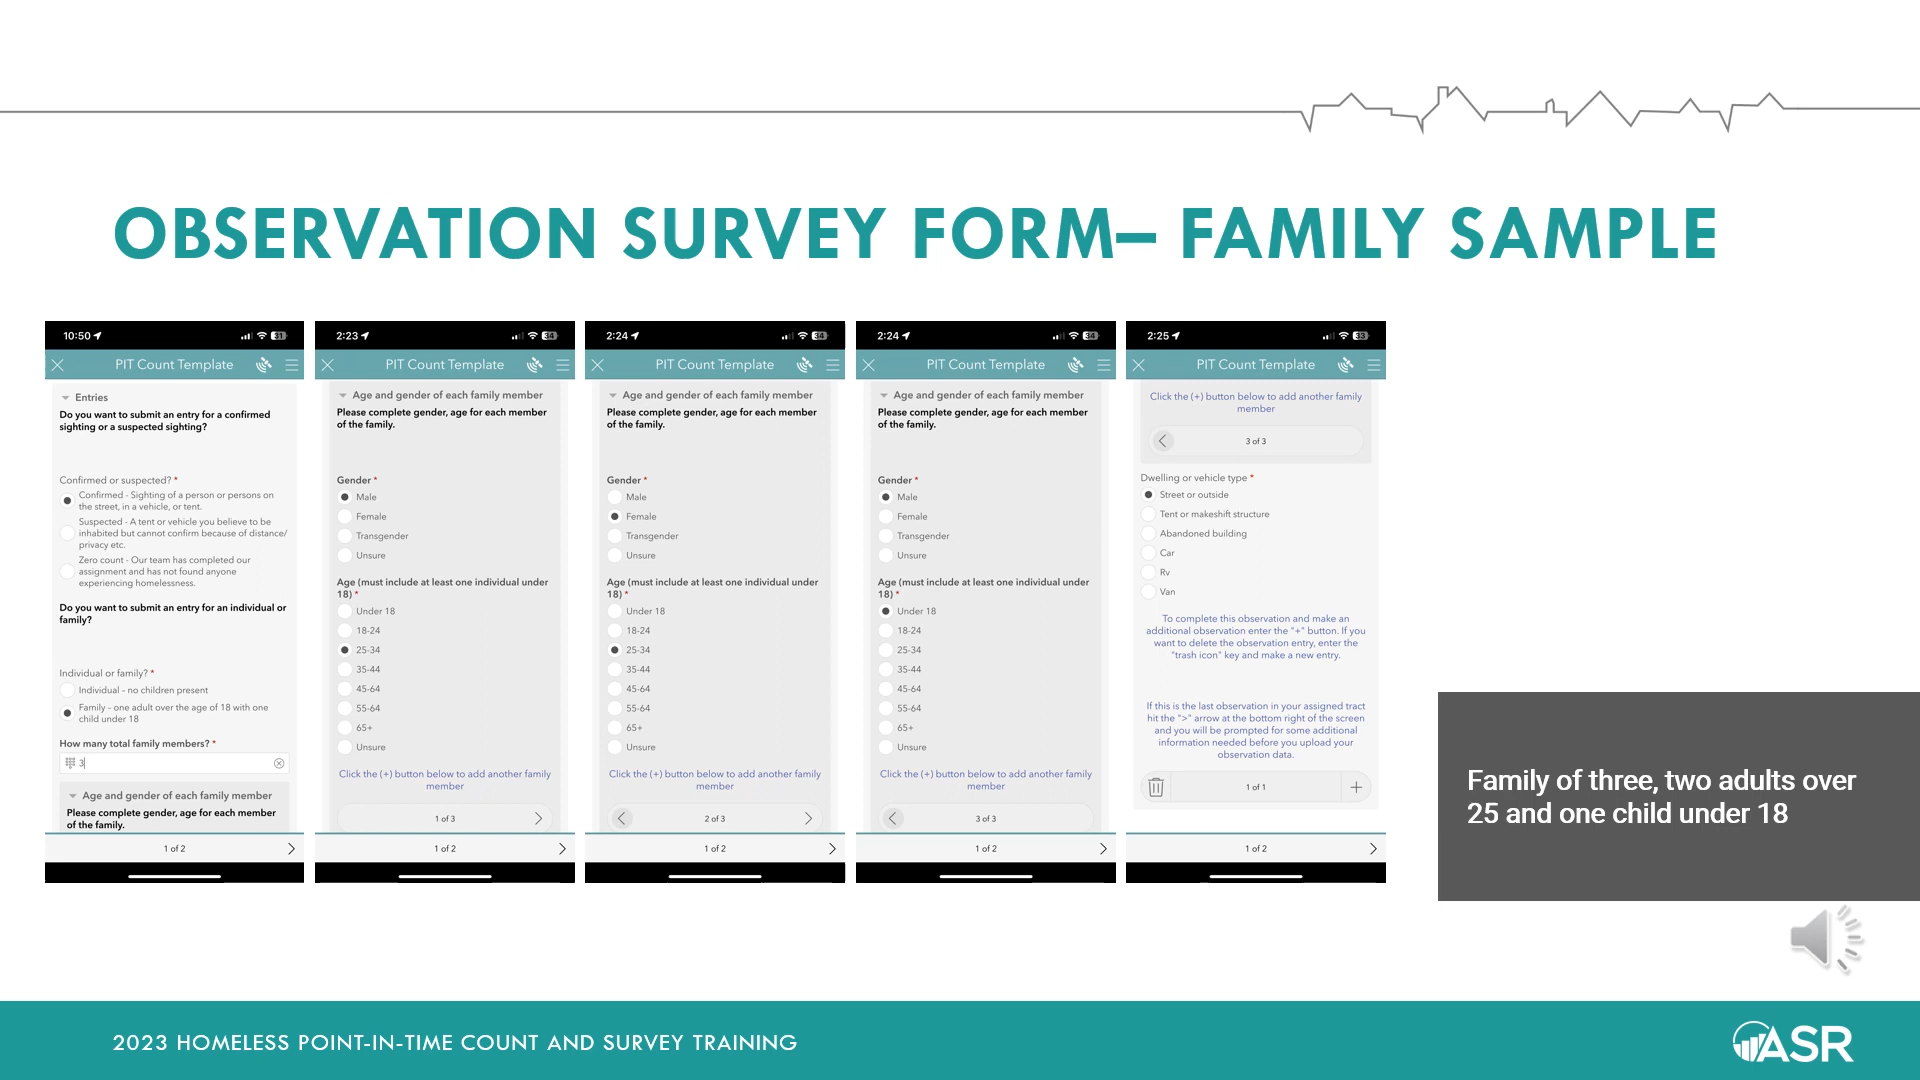 OBSERVATION SURVEY FORM– FAMILY SAMPLE
10:50
31
PIT Count Template
Entries
Do you want to submit an entry for a confirmed
sighting or a suspected sighting?
Confirmed or suspected? *
Confirmed - Sighting of a person or persons on
the street, in a vehicle, or tent.
Suspected - A tent or vehicle you believe to be
inhabited but cannot confirm because of distance/
privacy etc.
Zero count - Our team has completed our
assignment and has not found anyone
experiencing homelessness.
Do you want to submit an entry for an individual or
family?
Individual or family? *
Individual – no children present
Family – one adult over the age of 18 with one
child under 18
How many total family members? *
3
Age and gender of each family member
Please complete gender, age for each member
of the family.
1 of 2
2:23
34
PIT Count Template
Age and gender of each family member
Please complete gender, age for each member
of the family.
Gender *
Male
Female
Transgender
Unsure
Age (must include at least one individual under
18) *
Under 18
18-24
25-34
35-44
45-64
55-64
65+
Unsure
Click the (+) button below to add another family
member
1 of 3
1 of 2
2:24
34
PIT Count Template
Age and gender of each family member
Please complete gender, age for each member
of the family.
Gender *
Male
Female
Transgender
Unsure
Age (must include at least one individual under
18) *
Under 18
18-24
25-34
35-44
45-64
55-64
65+
Unsure
Click the (+) button below to add another family
member
2 of 3
1 of 2
2:24
34
PIT Count Template
Age and gender of each family member
Please complete gender, age for each member
of the family.
Gender *
Male
Female
Transgender
Unsure
Age (must include at least one individual under
18) *
Under 18
18-24
25-34
35-44
45-64
55-64
65+
Unsure
Click the (+) button below to add another family
member
3 of 3
1 of 2
2:25
33
PIT Count Template
Click the (+) button below to add another family
member
3 of 3
Dwelling or vehicle type *
Street or outside
Tent or makeshift structure
Abandoned building
Car
Rv
Van
To complete this observation and make an
additional observation enter the "+" button. If you
want to delete the observation entry, enter the
"trash icon" key and make a new entry.
If this is the last observation in your assigned tract
hit the ">" arrow at the bottom right of the screen
and you will be prompted for some additional
information needed before you upload your
observation data.
1 of 1
1 of 2
Family of three, two adults over
25 and one child under 18
2023 HOMELESS POINT-IN-TIME COUNT AND SURVEY TRAINING
ASR